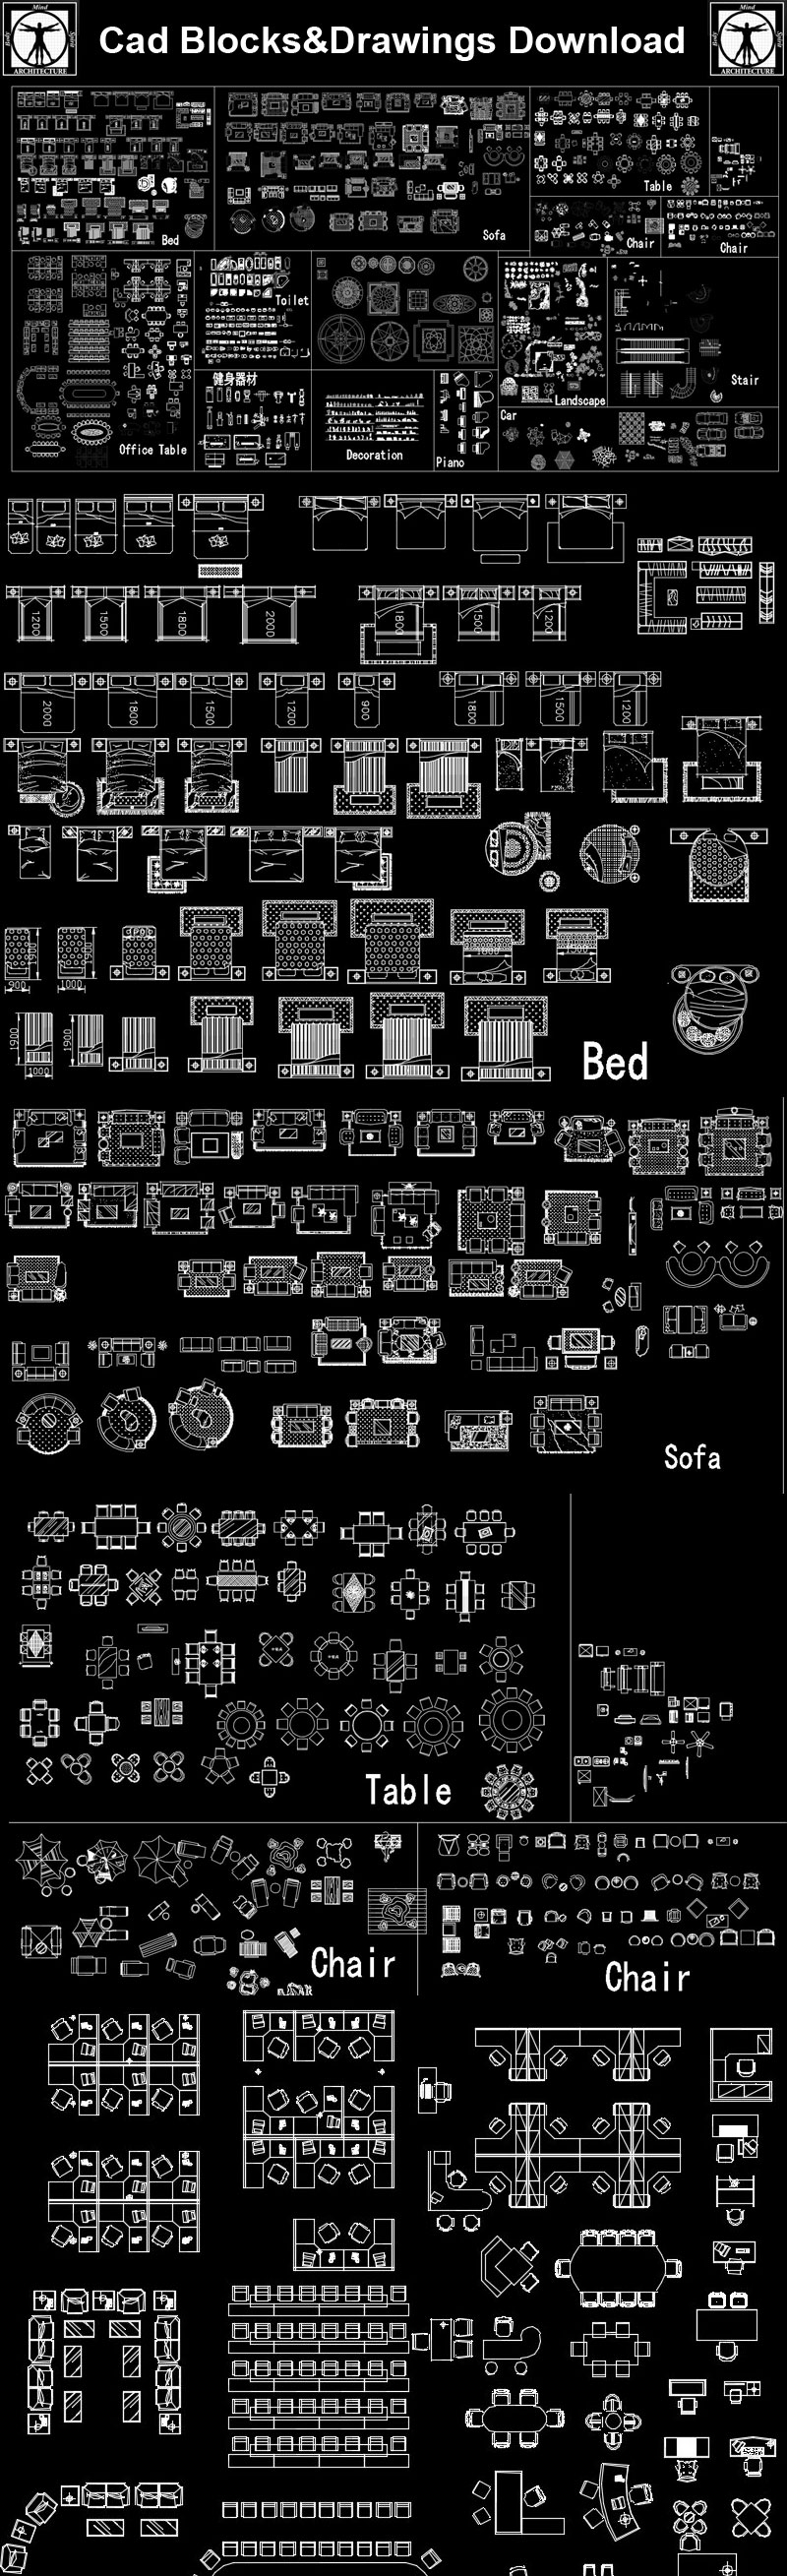 Mind
Body
Spirit
ARCHITECTURE
Cad Blocks&Drawings Download
Mind
Body
Spirit
ARCHITECTURE
Bed
Sofa
Table
Chair
Chair
Toilet
健身器材
Office Table
Decoration
Piano
Landscape
Stair
Car
1200
1500
1800
2000
1800
1500
1200
2000
1800
1500
1200
900
1800
1500
1200
1900
900
1900
1000
1900
1000
1900
Bed
Sofa
Table
Chair
Chair